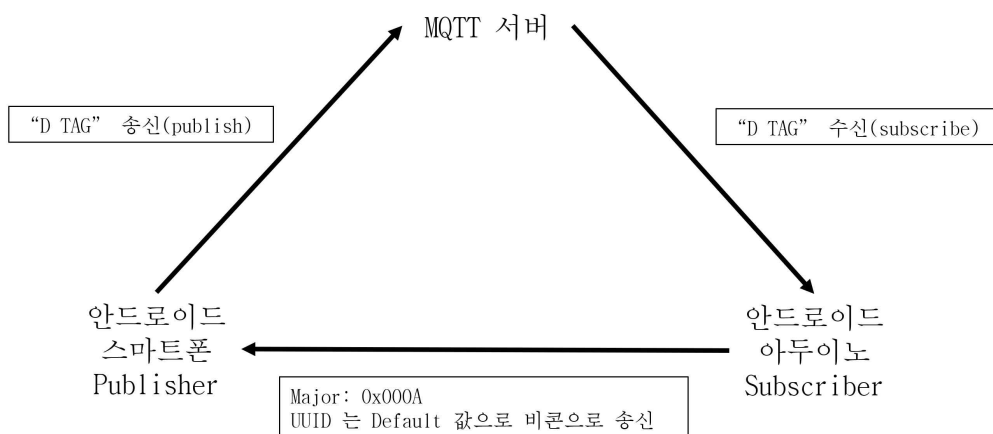 MQTT 서버
“D TAG” 송신(publish)
“D TAG” 수신(subscribe)
안드로이드
스마트폰
Publisher
안드로이드
아두이노
Subscriber
Major: 0x000A
UUID 는 Default 값으로 비콘으로 송신